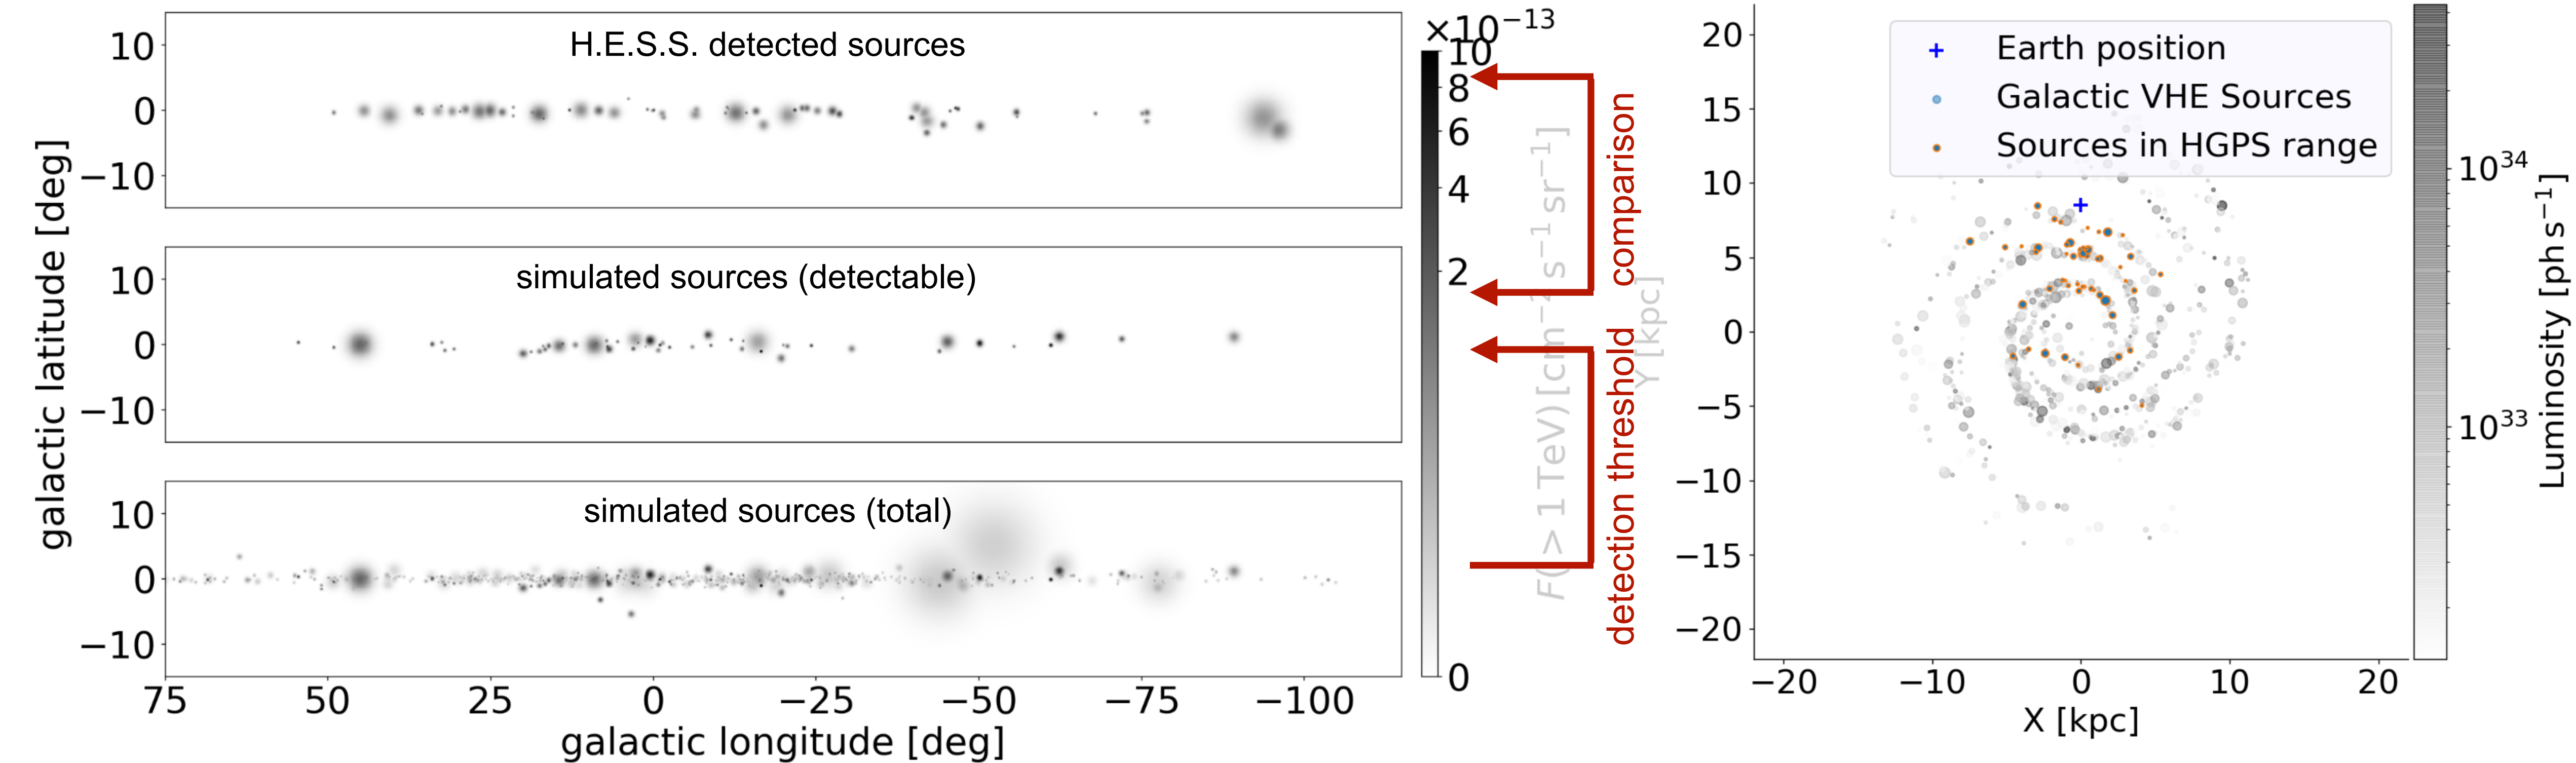 H.E.S.S. detected sources
10
0
−10
simulated sources (detectable)
10
0
−10
simulated sources (total)
10
0
−10
galactic latitude [deg]
75 50 25 0 −25 −50 −75 −100
galactic longitude [deg]
×10⁻¹³
10
8
6
4
2
0
F(> 1 TeV)[cm⁻² s⁻¹ sr⁻¹]
comparison
detection threshold
Y [kpc]
20
15
10
5
0
−5
−10
−15
−20
Earth position
Galactic VHE Sources
Sources in HGPS range
−20 −10 0 10 20
X [kpc]
10³⁴
10³³
Luminosity [ph s⁻¹]